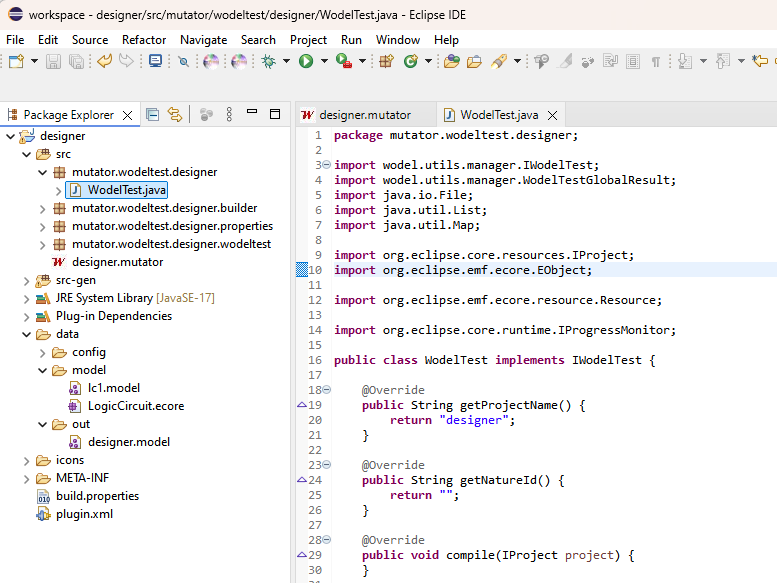 workspace - designer/src/mutator/wodeltest/designer/WodelTest.java - Eclipse IDE
File Edit Source Refactor Navigate Search Project Run Window Help
Package Explorer
designer
src
mutator.wodeltest.designer
WodelTest.java
mutator.wodeltest.designer.builder
mutator.wodeltest.designer.properties
mutator.wodeltest.designer.wodeltest
designer.mutator
src-gen
JRE System Library [JavaSE-17]
Plug-in Dependencies
data
config
model
lc1.model
LogicCircuit.ecore
out
designer.model
icons
META-INF
build.properties
plugin.xml
designer.mutator WodelTest.java
1 package mutator.wodeltest.designer;
2
3 import wodel.utils.manager.IWodelTest;
4 import wodel.utils.manager.WodelTestGlobalResult;
5 import java.io.File;
6 import java.util.List;
7 import java.util.Map;
8
9 import org.eclipse.core.resources.IProject;
10 import org.eclipse.emf.ecore.EObject;
11
12 import org.eclipse.emf.ecore.resource.Resource;
13
14 import org.eclipse.core.runtime.IProgressMonitor;
15
16 public class WodelTest implements IWodelTest {
17
18 @Override
19 public String getProjectName() {
20 return "designer";
21 }
22
23 @Override
24 public String getNatureId() {
25 return "";
26 }
27
28 @Override
29 public void compile(IProject project) {
30 }